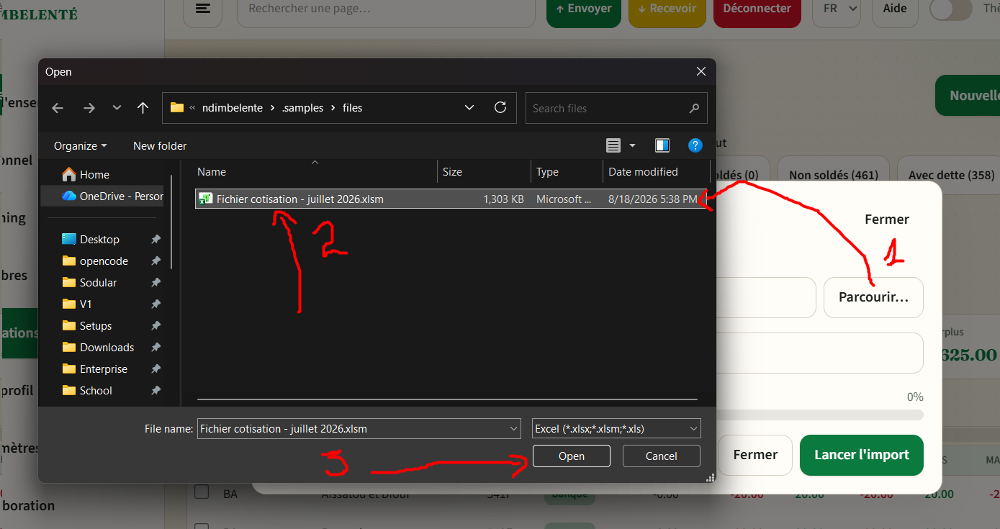 MBELENTÉ
Rechercher une page...
↑ Envoyer
↓ Recevoir
Déconnecter
FR
Aide
Open
ndimbelente
.samples
files
Search files
Organize
New folder
Name
Size
Type
Date modified
Home
OneDrive - Person
Fichier cotisation - juillet 2026.xlsm
1,303 KB
Microsoft ...
8/18/2026 5:38 PM
Desktop
opencode
Sodular
V1
Setups
Downloads
Enterprise
School
File name:
Fichier cotisation - juillet 2026.xlsm
Excel (*.xlsx;*.xlsm;*.xls)
Open
Cancel
1
2
3
Nouvelle
oldés (0)
Non soldés (461)
Avec dette (358)
Fermer
Parcourir...
rplus
625.00
0%
Fermer
Lancer l'import
l'ense
onnel
ning
bres
ations
profil
mètres
boration
S
MA
BA
Aissatou et Diouf
341F
Banque
-0.00
-20.00
20.00
-20.00
20.00
-2